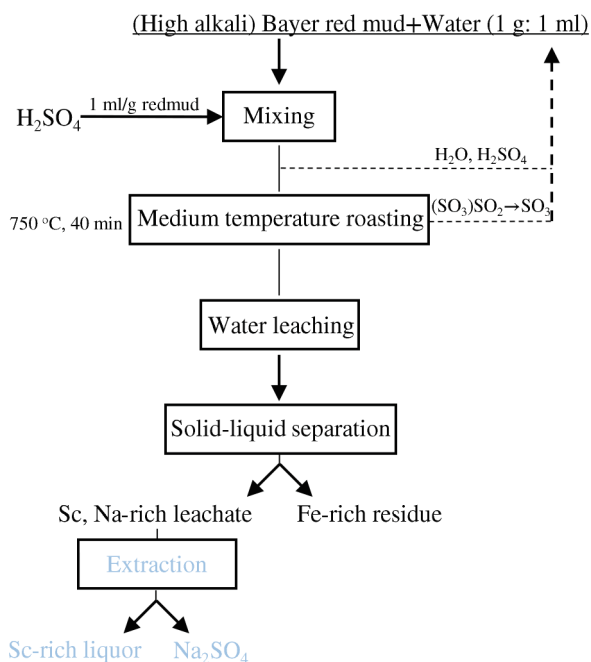 (High alkali) Bayer red mud+Water (1 g: 1 ml)
1 ml/g redmud
H₂SO₄
Mixing
H₂O, H₂SO₄
(SO₃)SO₂→SO₃
750 °C, 40 min
Medium temperature roasting
Water leaching
Solid-liquid separation
Sc, Na-rich leachate
Fe-rich residue
Extraction
Sc-rich liquor
Na₂SO₄